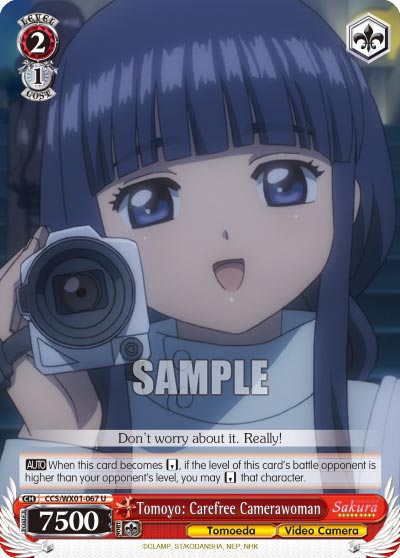 LEVEL
2
1
COST
SAMPLE
Don't worry about it. Really!
AUTO When this card becomes [▼], if the level of this card's battle opponent is
higher than your opponent's level, you may [▼] that character.
CH CCS/WX01-067 U
POWER 7500 SOUL Tomoyo: Carefree Camerawoman Sakura
Tomoeda Video Camera
©CLAMP, ST/KODANSHA, NEP, NHK